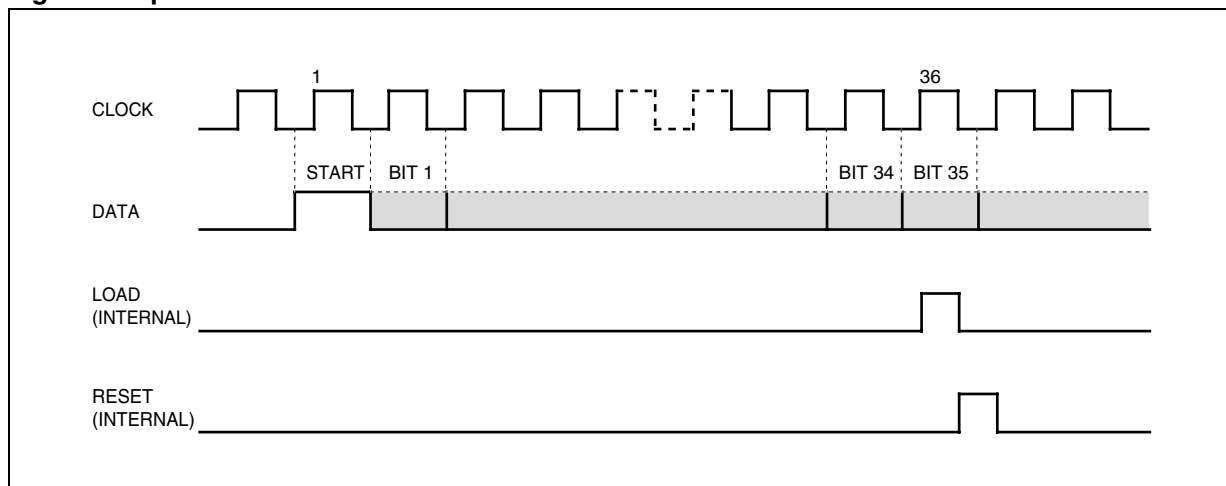 1
36
CLOCK
START
BIT 1
BIT 34
BIT 35
DATA
LOAD
(INTERNAL)
RESET
(INTERNAL)